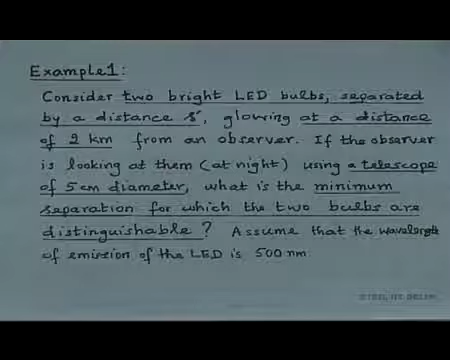 Example 1:
Consider two bright LED bulbs, separated
by a distance 's', glowing at a distance
of 2 km from an observer. If the observer
is looking at them (at night) using a telescope
of 5 cm diameter, what is the minimum
separation for which the two bulbs are
distinguishable? Assume that the wavelength
of emission of the LED is 500 nm